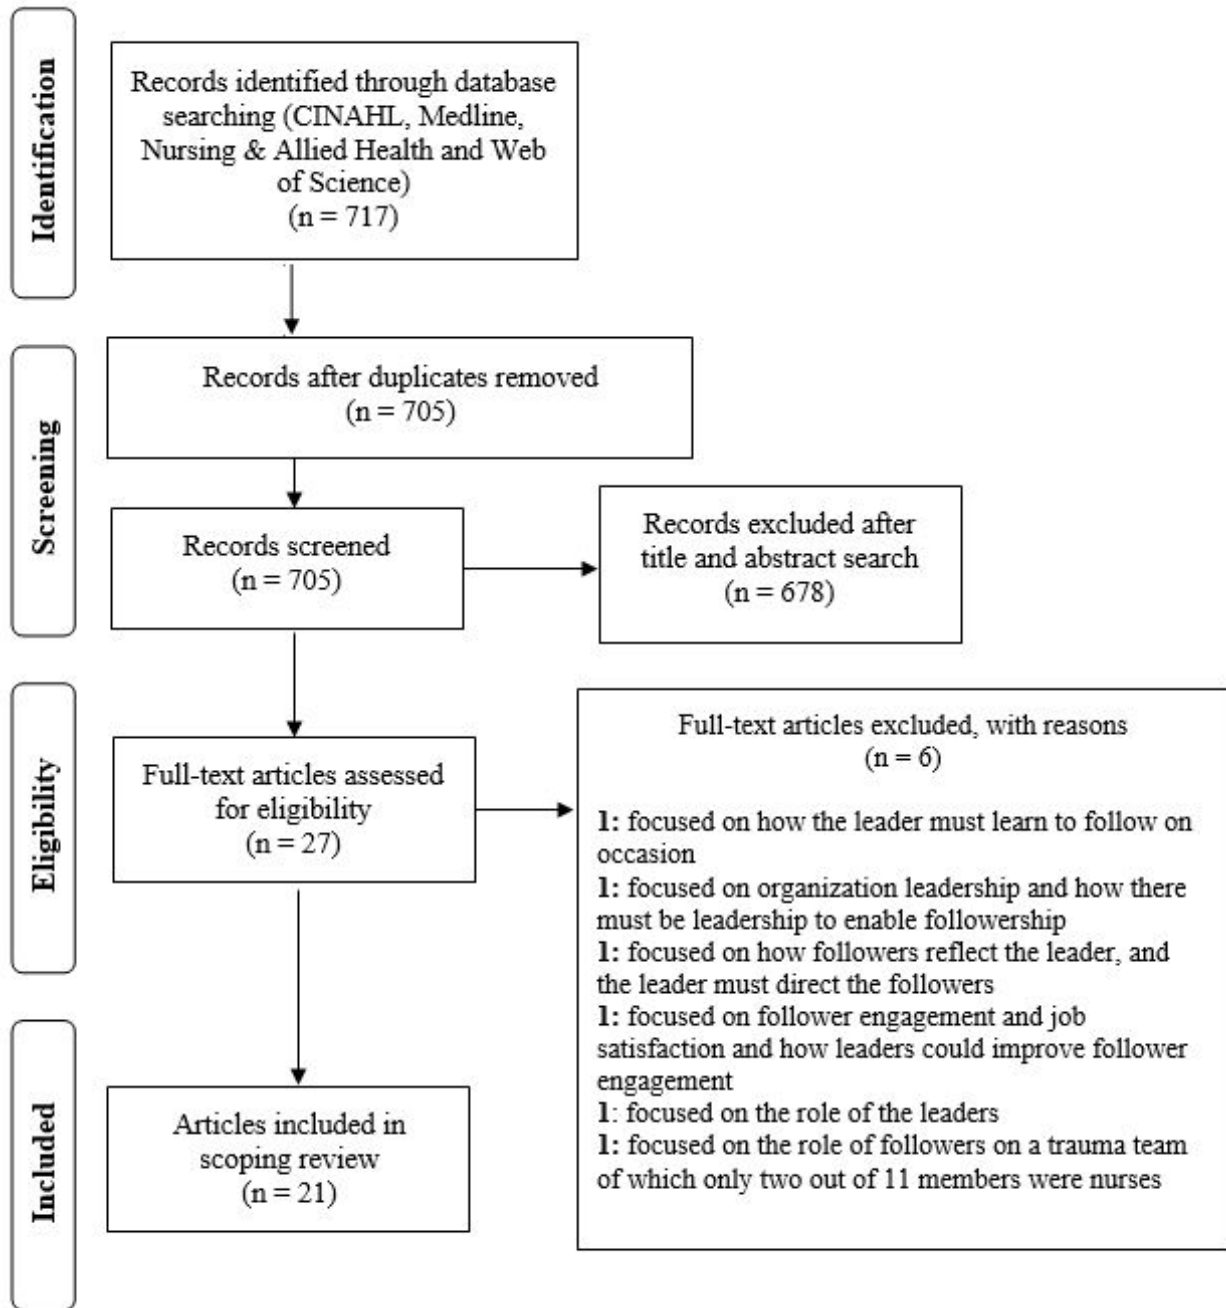 Identification
Records identified through database
searching (CINAHL, Medline,
Nursing & Allied Health and Web
of Science)
(n = 717)
Screening
Records after duplicates removed
(n = 705)
Records screened
(n = 705)
Records excluded after
title and abstract search
(n = 678)
Eligibility
Full-text articles assessed
for eligibility
(n = 27)
Full-text articles excluded, with reasons
(n = 6)
1: focused on how the leader must learn to follow on
occasion
1: focused on organization leadership and how there
must be leadership to enable followership
1: focused on how followers reflect the leader, and
the leader must direct the followers
1: focused on follower engagement and job
satisfaction and how leaders could improve follower
engagement
1: focused on the role of the leaders
1: focused on the role of followers on a trauma team
of which only two out of 11 members were nurses
Included
Articles included in
scoping review
(n = 21)